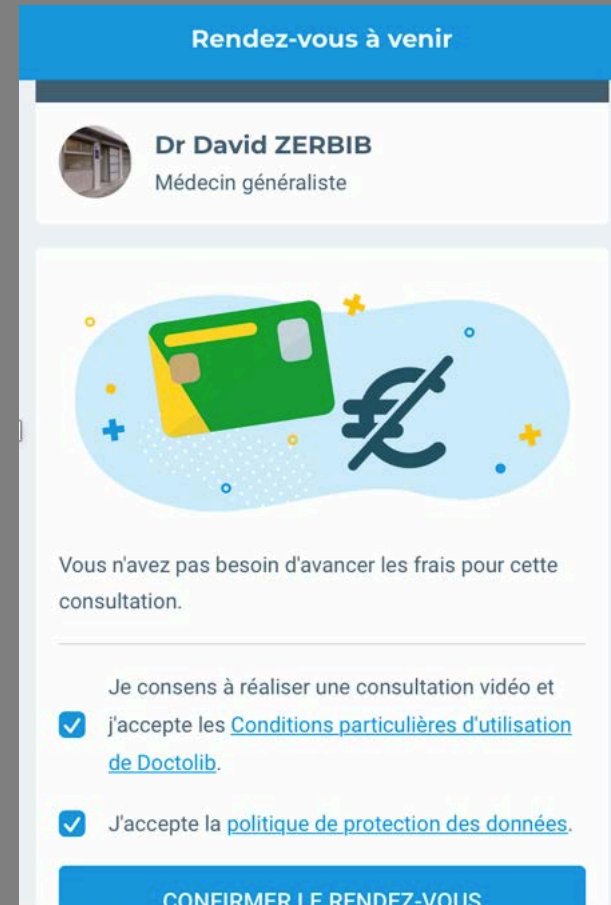 Rendez-vous à venir
Dr David ZERBIB
Médecin généraliste
Vous n'avez pas besoin d'avancer les frais pour cette
consultation.
Je consens à réaliser une consultation vidéo et
j'accepte les Conditions particulières d'utilisation
de Doctolib.
J'accepte la politique de protection des données.
CONFIRMER LE RENDEZ-VOUS